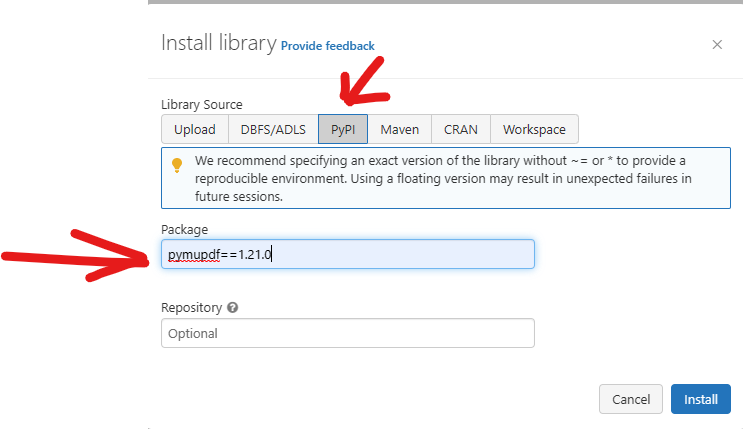 Install library Provide feedback
Library Source
Upload DBFS/ADLS PyPI Maven CRAN Workspace
We recommend specifying an exact version of the library without ~= or * to provide a
reproducible environment. Using a floating version may result in unexpected failures in
future sessions.
Package
pymupdf==1.21.0
Repository
Optional
Cancel Install